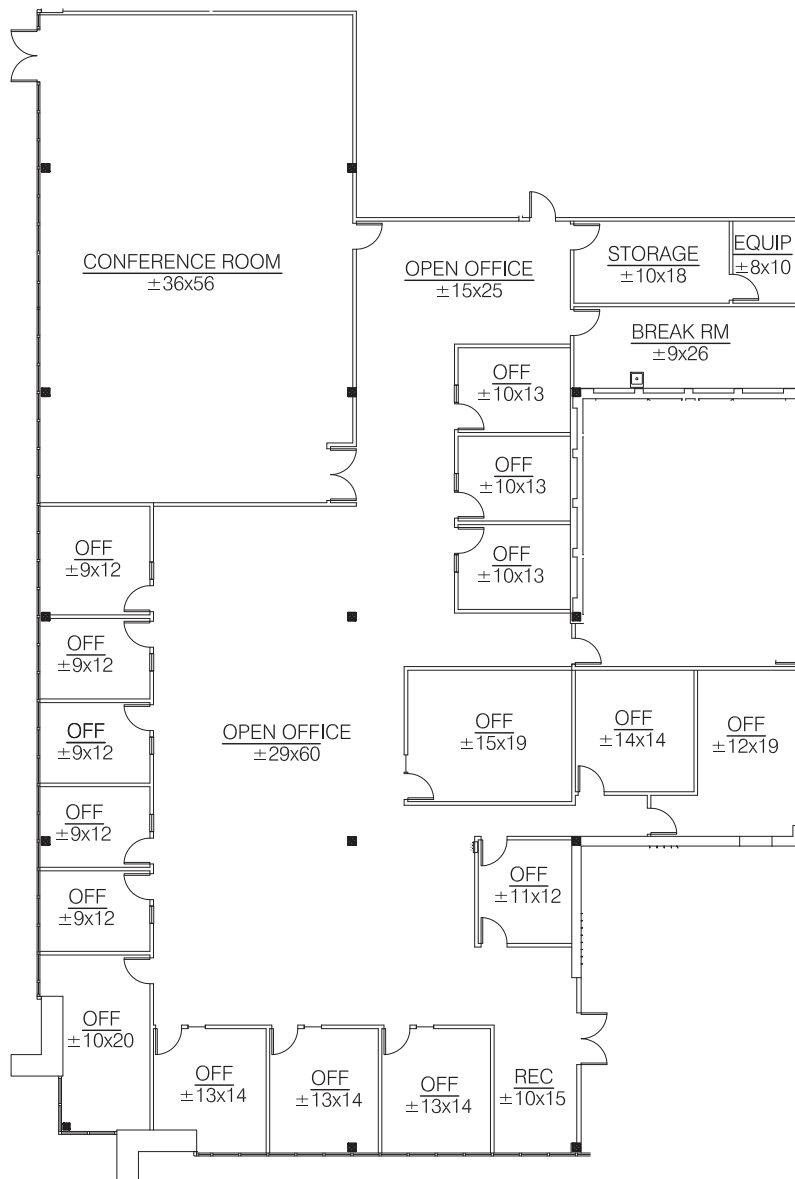 CONFERENCE ROOM
±36x56
OPEN OFFICE
±15x25
STORAGE
±10x18
EQUIP
±8x10
BREAK RM
±9x26
OFF
±10x13
OFF
±10x13
OFF
±10x13
OFF
±9x12
OFF
±9x12
OFF
±9x12
OFF
±9x12
OFF
±9x12
OPEN OFFICE
±29x60
OFF
±15x19
OFF
±14x14
OFF
±12x19
OFF
±11x12
OFF
±10x20
OFF
±13x14
OFF
±13x14
OFF
±13x14
REC
±10x15